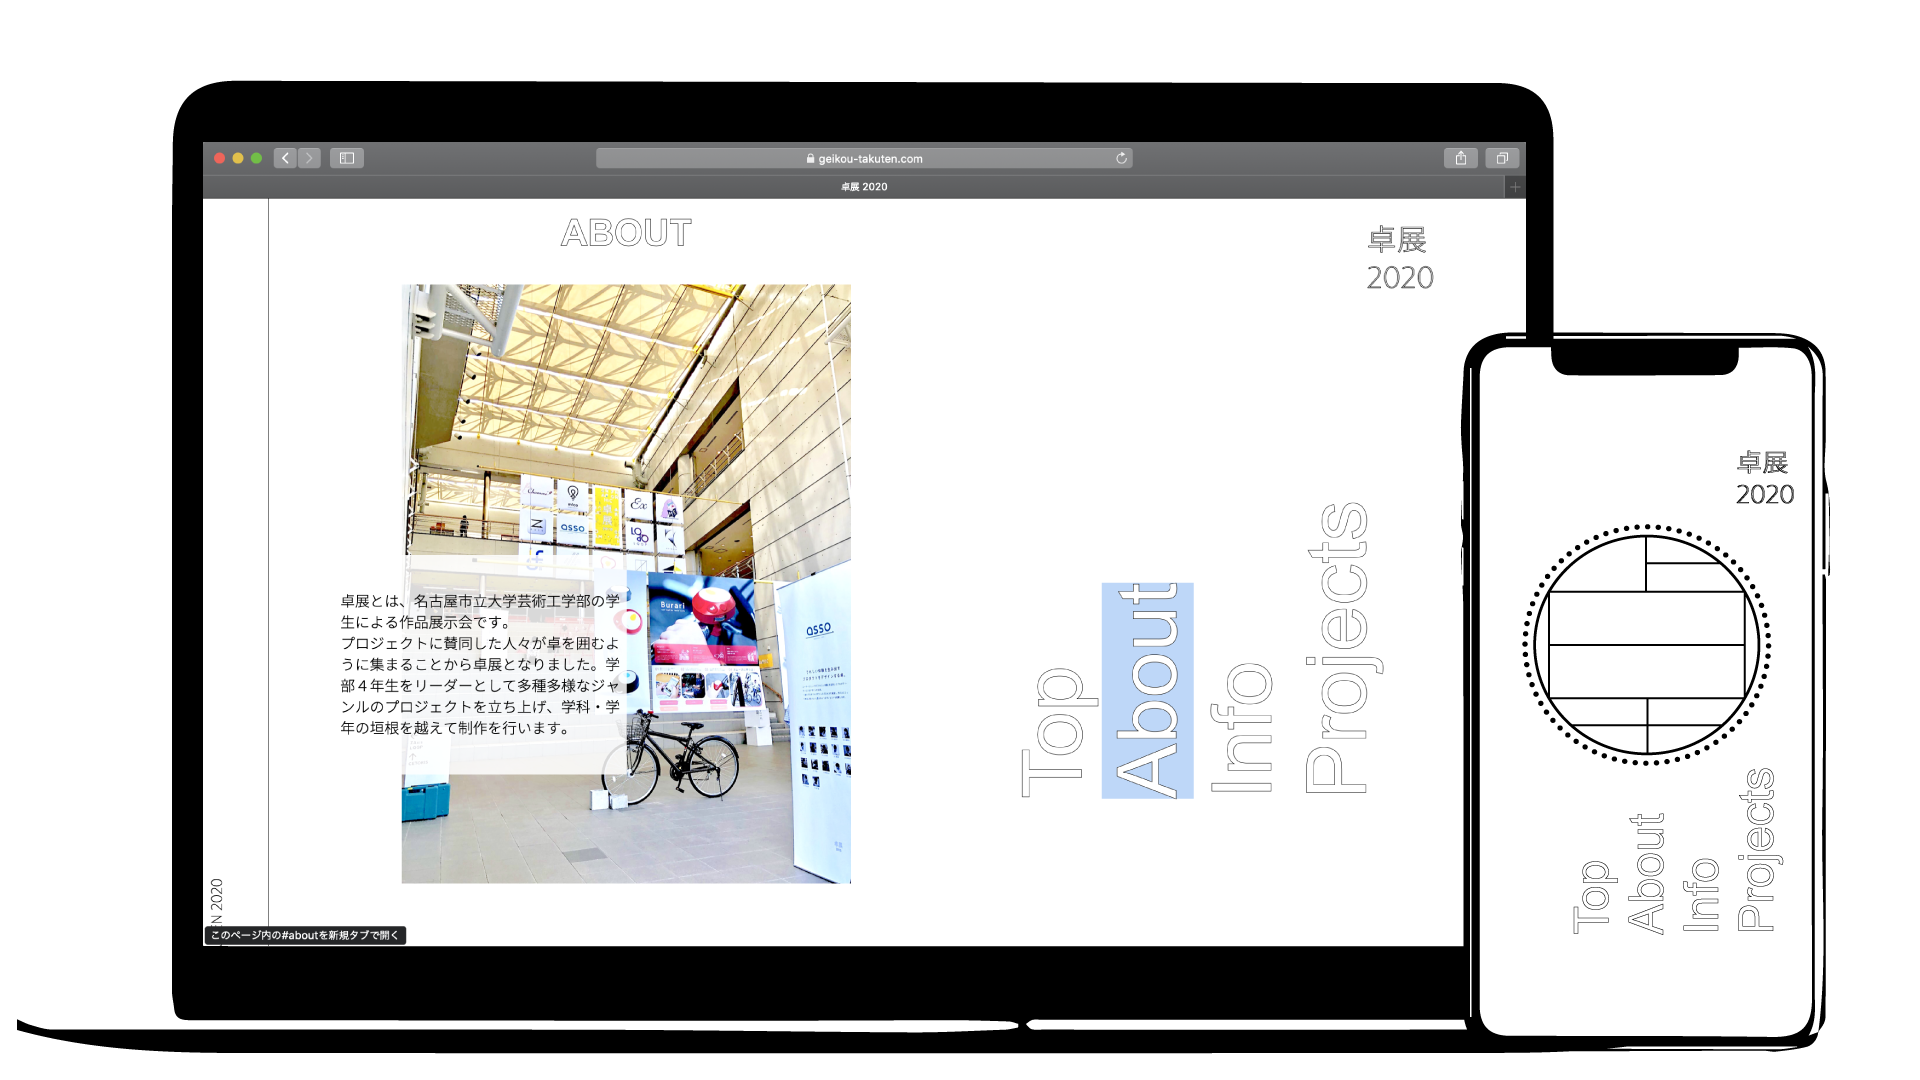 geikou-takuten.com
卓展 2020
ABOUT
卓展
2020
卓展とは、名古屋市立大学芸術工学部の学
生による作品展示会です。
プロジェクトに賛同した人々が卓を囲むよ
うに集まることから卓展となりました。学
部４年生をリーダーとして多種多様なジャ
ンルのプロジェクトを立ち上げ、学科・学
年の垣根を越えて制作を行います。
Ex
asso
Burari
asso
Top
About
Info
Projects
EN 2020
このページ内の#aboutを新規タブで開く
卓展
2020
Top
About
Info
Projects